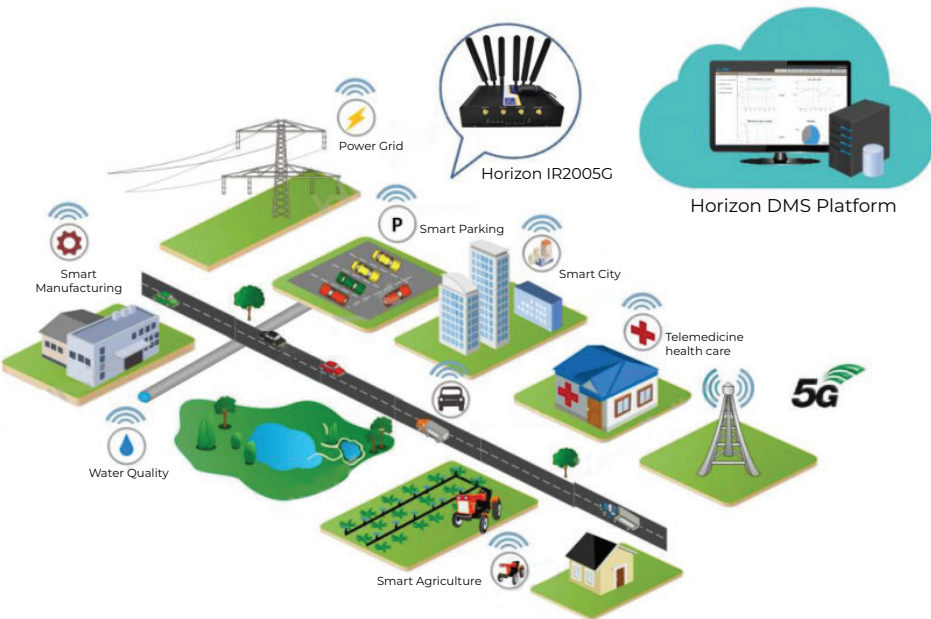 Power Grid
Horizon IR2005G
Horizon DMS Platform
P
Smart Parking
Smart
Manufacturing
Smart City
Telemedicine
health care
5G
Water Quality
Smart Agriculture